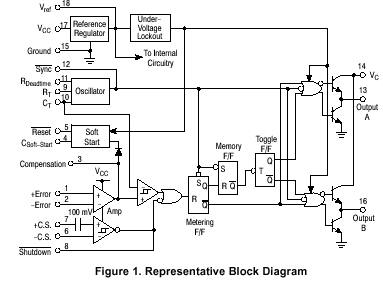 Vref 18
VCC 17
Reference
Regulator
Under-
Voltage
Lockout
Ground 15
To Internal
Circuitry
Sync 12
RDeadtime 11
RT 9
CT 10
Oscillator
14
VC
13
Output
A
Reset 5
CSoft-Start 4
Soft
Start
Compensation 3
VCC
Memory
F/F
Toggle
F/F
S
R Q
Q
T Q
S
R Q
Q
Metering
F/F
+Error 1
-Error 2
Amp
100 mV
+C.S. 7
-C.S. 6
Shutdown 8
16
Output
B
Figure 1. Representative Block Diagram